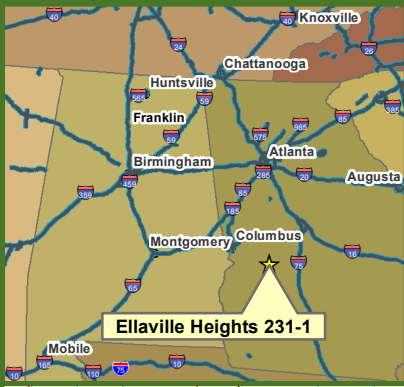 40
40
Knoxville
24
26
Chattanooga
Huntsville
565
59
385
Franklin
59
575
985
85
Birmingham
Atlanta
459
285
20
Augusta
359
85
185
Montgomery
Columbus
16
75
65
Ellaville Heights 231-1
Mobile
165
10
110
75
10